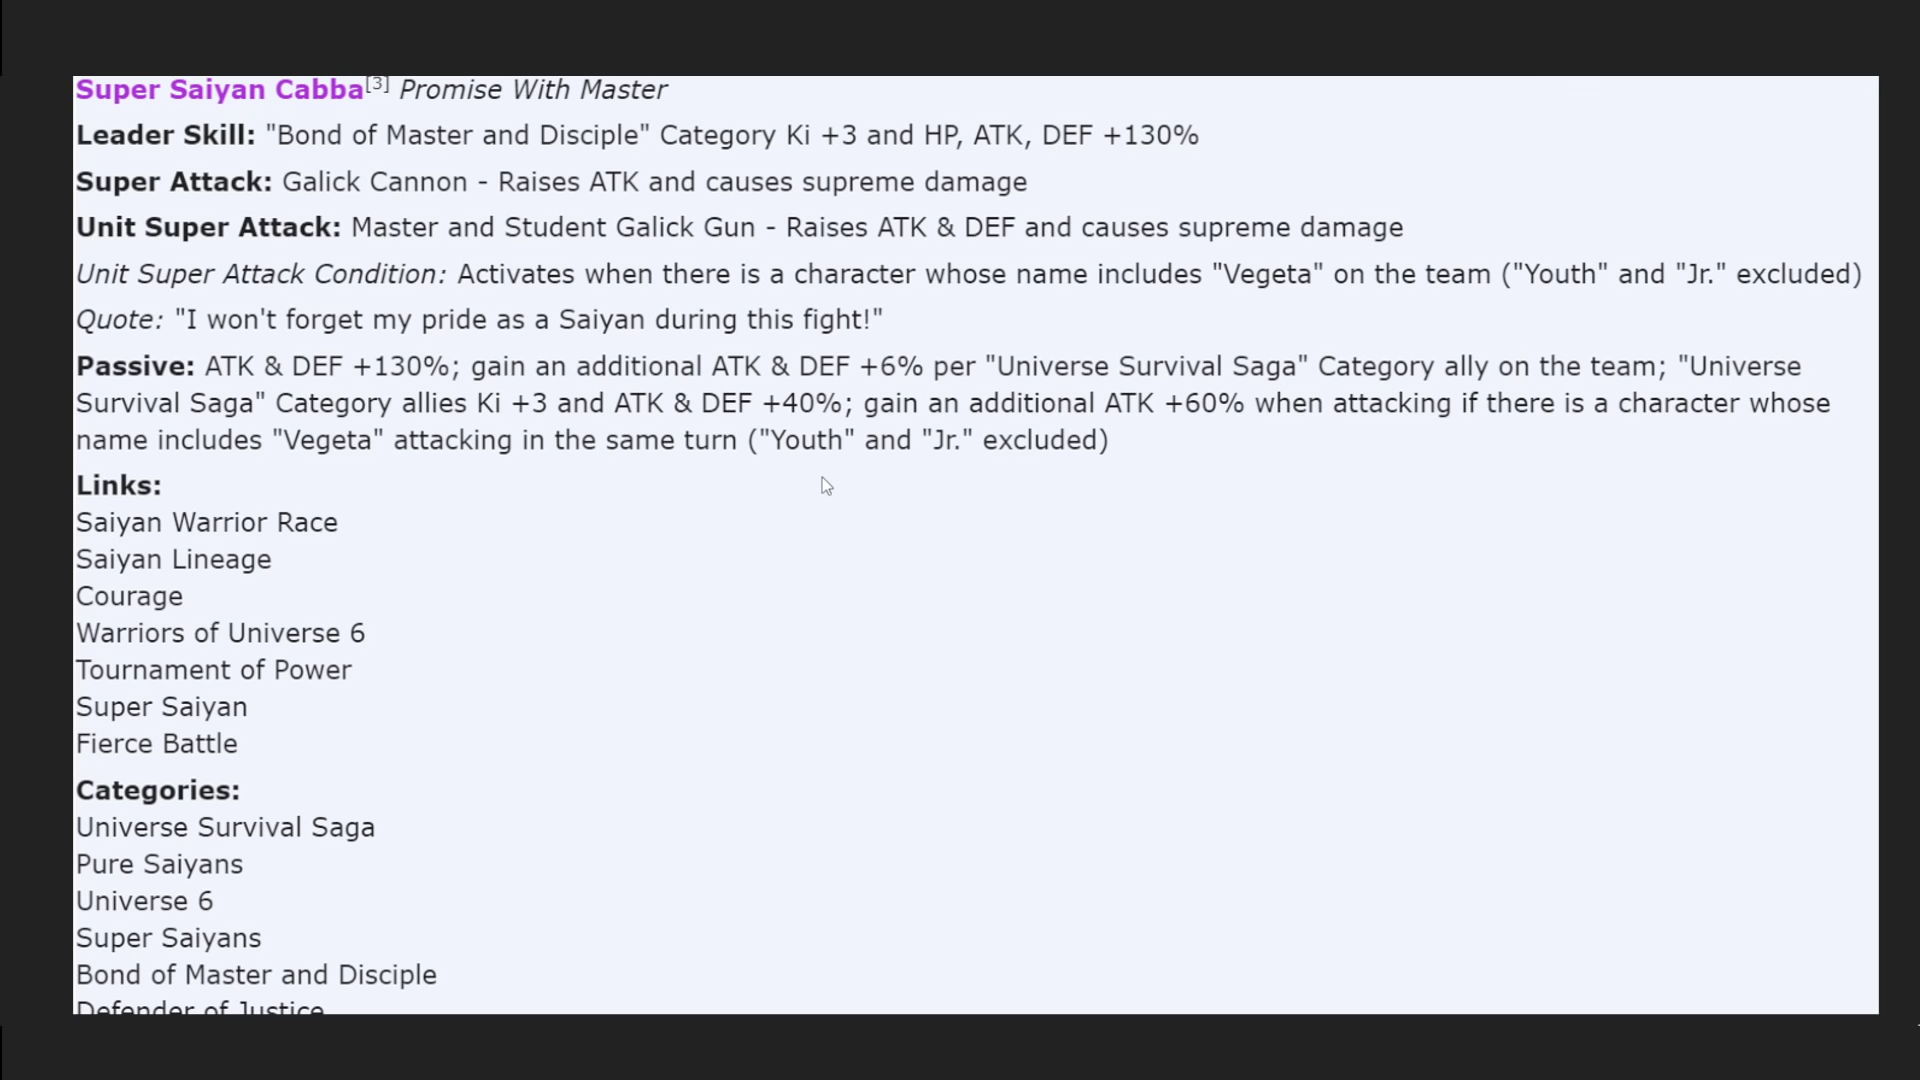 Super Saiyan Cabba[3] Promise With Master
Leader Skill: "Bond of Master and Disciple" Category Ki +3 and HP, ATK, DEF +130%
Super Attack: Galick Cannon - Raises ATK and causes supreme damage
Unit Super Attack: Master and Student Galick Gun - Raises ATK & DEF and causes supreme damage
Unit Super Attack Condition: Activates when there is a character whose name includes "Vegeta" on the team ("Youth" and "Jr." excluded)
Quote: "I won't forget my pride as a Saiyan during this fight!"
Passive: ATK & DEF +130%; gain an additional ATK & DEF +6% per "Universe Survival Saga" Category ally on the team; "Universe
Survival Saga" Category allies Ki +3 and ATK & DEF +40%; gain an additional ATK +60% when attacking if there is a character whose
name includes "Vegeta" attacking in the same turn ("Youth" and "Jr." excluded)
Links:
Saiyan Warrior Race
Saiyan Lineage
Courage
Warriors of Universe 6
Tournament of Power
Super Saiyan
Fierce Battle
Categories:
Universe Survival Saga
Pure Saiyans
Universe 6
Super Saiyans
Bond of Master and Disciple
Defender of Justice